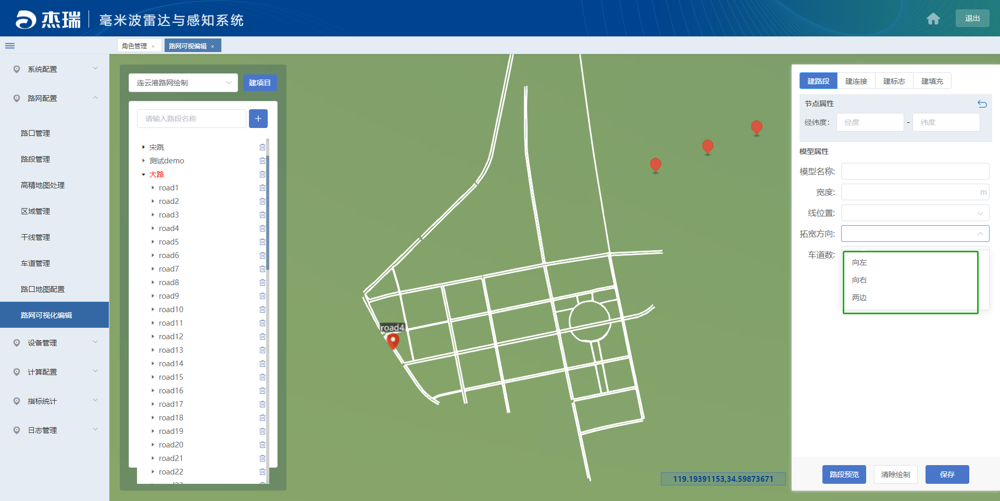 杰瑞 毫米波雷达与感知系统
退出
角色管理 ×
路网可视编辑 ×
系统配置
路网配置
路口管理
路段管理
高精地图处理
区域管理
干线管理
车道管理
路口地图配置
路网可视化编辑
设备管理
计算配置
指标统计
日志管理
连云港路网绘制
建项目
请输入路段名称
+
宋跳
测试demo
大路
road1
road2
road3
road4
road5
road6
road7
road8
road9
road10
road11
road12
road13
road14
road15
road16
road17
road18
road19
road20
road21
road22
road4
119.19391153,34.59873671
建路段 建连接 建标志 建填充
节点属性
经纬度: 经度 - 纬度
模型属性
模型名称:
宽度: m
线位置:
拓宽方向:
车道数:
向左
向右
两边
路段预览 清除绘制 保存